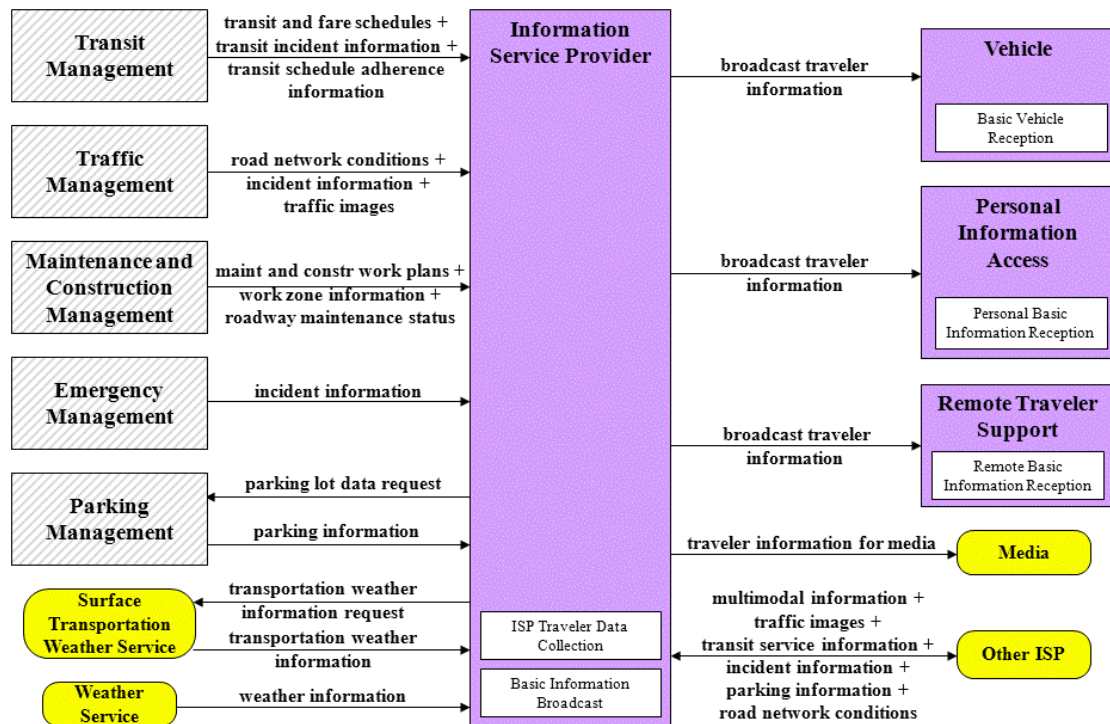 Transit
Management
transit and fare schedules +
transit incident information +
transit schedule adherence
information
Traffic
Management
road network conditions +
incident information +
traffic images
Maintenance and
Construction
Management
maint and constr work plans +
work zone information +
roadway maintenance status
Emergency
Management
incident information
Parking
Management
parking lot data request
parking information
Surface
Transportation
Weather Service
transportation weather
information request
transportation weather
information
Weather
Service
weather information
Information
Service Provider
ISP Traveler Data
Collection
Basic Information
Broadcast
broadcast traveler
information
Vehicle
Basic Vehicle
Reception
broadcast traveler
information
Personal
Information
Access
Personal Basic
Information Reception
broadcast traveler
information
Remote Traveler
Support
Remote Basic
Information Reception
traveler information for media
Media
multimodal information +
traffic images +
transit service information +
incident information +
parking information +
road network conditions
Other ISP